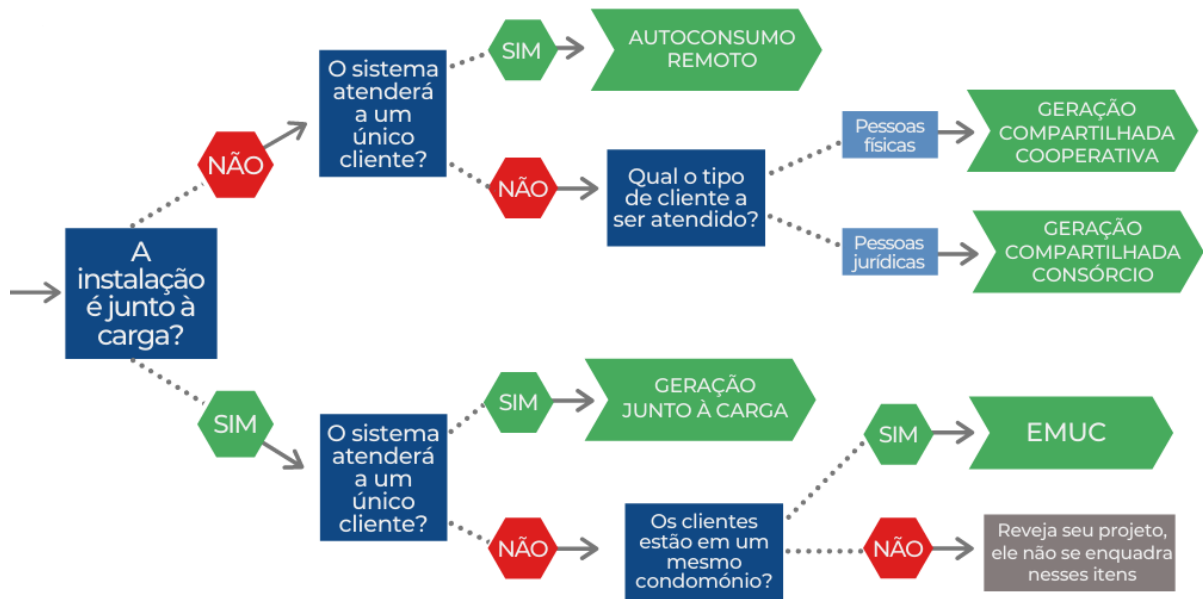 A
instalação
é junto à
carga?
NÃO
O sistema
atenderá
a um
único
cliente?
SIM
AUTOCONSUMO
REMOTO
NÃO
Qual o tipo
de cliente a
ser atendido?
Pessoas
físicas
GERAÇÃO
COMPARTILHADA
COOPERATIVA
Pessoas
jurídicas
GERAÇÃO
COMPARTILHADA
CONSÓRCIO
SIM
O sistema
atenderá
a um
único
cliente?
SIM
GERAÇÃO
JUNTO À CARGA
NÃO
Os clientes
estão em um
mesmo
condomónio?
SIM
EMUC
NÃO
Reveja seu projeto,
ele não se enquadra
nesses itens